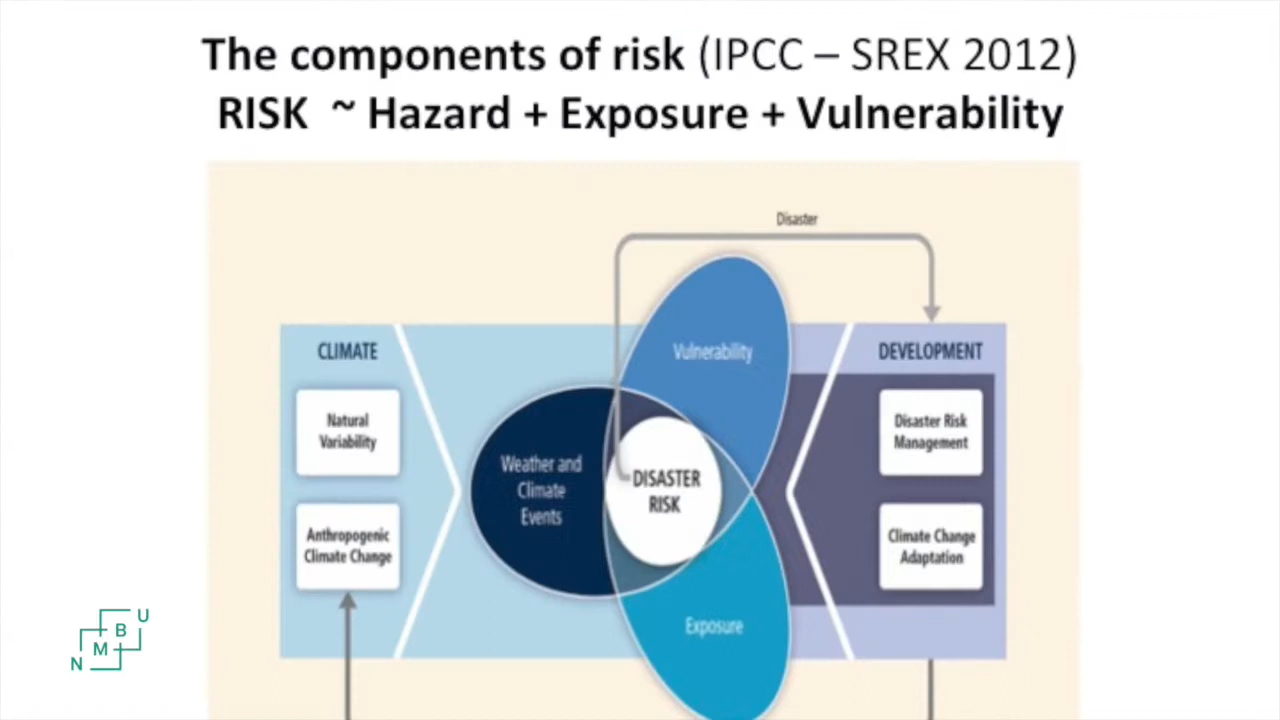 The components of risk (IPCC – SREX 2012)
RISK ~ Hazard + Exposure + Vulnerability
Disaster
CLIMATE
Natural
Variability
Anthropogenic
Climate Change
Weather and
Climate
Events
Vulnerability
DISASTER
RISK
Exposure
DEVELOPMENT
Disaster Risk
Management
Climate Change
Adaptation
N M B U